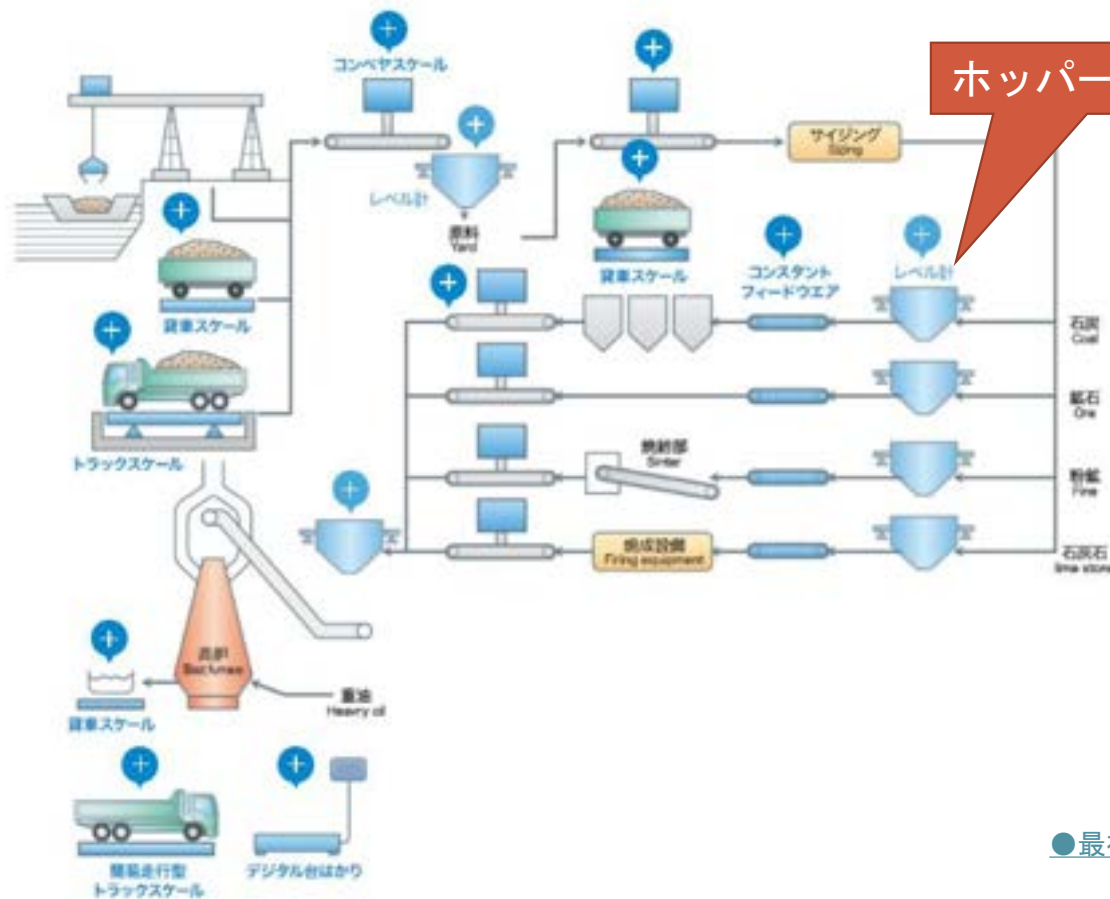 コンベヤスケール
ホッパー
サイジング
Sizing
レベル計
原料
Yard
貨車スケール
コンスタント
フィードウエア
レベル計
貨車スケール
石炭
Coal
鉱石
Ore
トラックスケール
焼結部
Sinter
粉鉱
Fine
焼成設備
Firing equipment
石灰石
lime stone
高炉
重油
Heavry oil
貨車スケール
簡易走行型
トラックスケール
デジタル台はかり